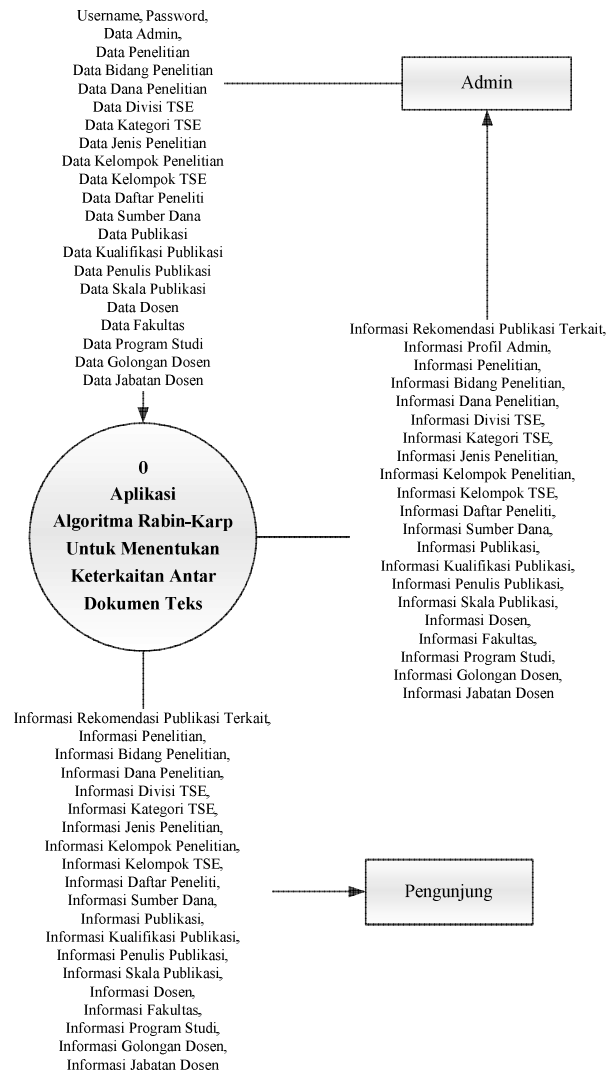 Username, Password,
Data Admin,
Data Penelitian
Data Bidang Penelitian
Data Dana Penelitian
Data Divisi TSE
Data Kategori TSE
Data Jenis Penelitian
Data Kelompok Penelitian
Data Kelompok TSE
Data Daftar Peneliti
Data Sumber Dana
Data Publikasi
Data Kualifikasi Publikasi
Data Penulis Publikasi
Data Skala Publikasi
Data Dosen
Data Fakultas
Data Program Studi
Data Golongan Dosen
Data Jabatan Dosen
Admin
Informasi Rekomendasi Publikasi Terkait,
Informasi Profil Admin,
Informasi Penelitian,
Informasi Bidang Penelitian,
Informasi Dana Penelitian,
Informasi Divisi TSE,
Informasi Kategori TSE,
Informasi Jenis Penelitian,
Informasi Kelompok Penelitian,
Informasi Kelompok TSE,
Informasi Daftar Peneliti,
Informasi Sumber Dana,
Informasi Publikasi,
Informasi Kualifikasi Publikasi,
Informasi Penulis Publikasi,
Informasi Skala Publikasi,
Informasi Dosen,
Informasi Fakultas,
Informasi Program Studi,
Informasi Golongan Dosen,
Informasi Jabatan Dosen
0
Aplikasi
Algoritma Rabin-Karp
Untuk Menentukan
Keterkaitan Antar
Dokumen Teks
Informasi Rekomendasi Publikasi Terkait,
Informasi Penelitian,
Informasi Bidang Penelitian,
Informasi Dana Penelitian,
Informasi Divisi TSE,
Informasi Kategori TSE,
Informasi Jenis Penelitian,
Informasi Kelompok Penelitian,
Informasi Kelompok TSE,
Informasi Daftar Peneliti,
Informasi Sumber Dana,
Informasi Publikasi,
Informasi Kualifikasi Publikasi,
Informasi Penulis Publikasi,
Informasi Skala Publikasi,
Informasi Dosen,
Informasi Fakultas,
Informasi Program Studi,
Informasi Golongan Dosen,
Informasi Jabatan Dosen
Pengunjung